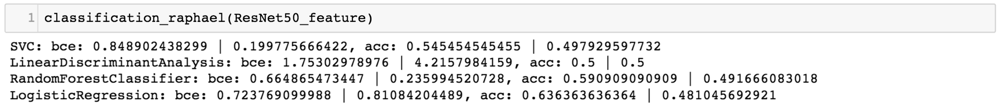 1 classification_raphael(ResNet50_feature)
SVC: bce: 0.848902438299 | 0.199775666422, acc: 0.545454545455 | 0.497929597732
LinearDiscriminantAnalysis: bce: 1.75302978976 | 4.2157984159, acc: 0.5 | 0.5
RandomForestClassifier: bce: 0.664865473447 | 0.235994520728, acc: 0.590909090909 | 0.491666083018
LogisticRegression: bce: 0.723769099988 | 0.81084204489, acc: 0.636363636364 | 0.481045692921